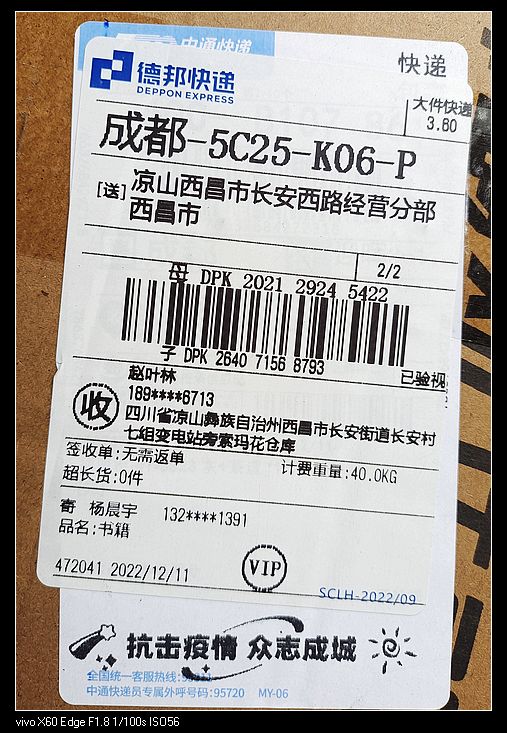 中通快递
快递
德邦快递
DEPPON EXPRESS
大件快递
3.60
成都-5C25-K06-P
[送] 凉山西昌市长安西路经营分部
西昌市
2/2
母 DPK 2021 2924 5422
子 DPK 2640 7156 8793
已验视
赵叶林
189****6713
收
四川省凉山彝族自治州西昌市长安街道长安村
七组变电站旁索玛花仓库
签收单:无需返单
计费重量:40.0KG
超长货:0件
寄 杨晨宇
132****1391
品名:书籍
472041 2022/12/11
VIP
SCLH-2022/09
抗击疫情 众志成城
全国统一客服热线:
中通快递员专属外呼号码:95720 MY-06
vivo X60 Edge F1.8 1/100s ISO56